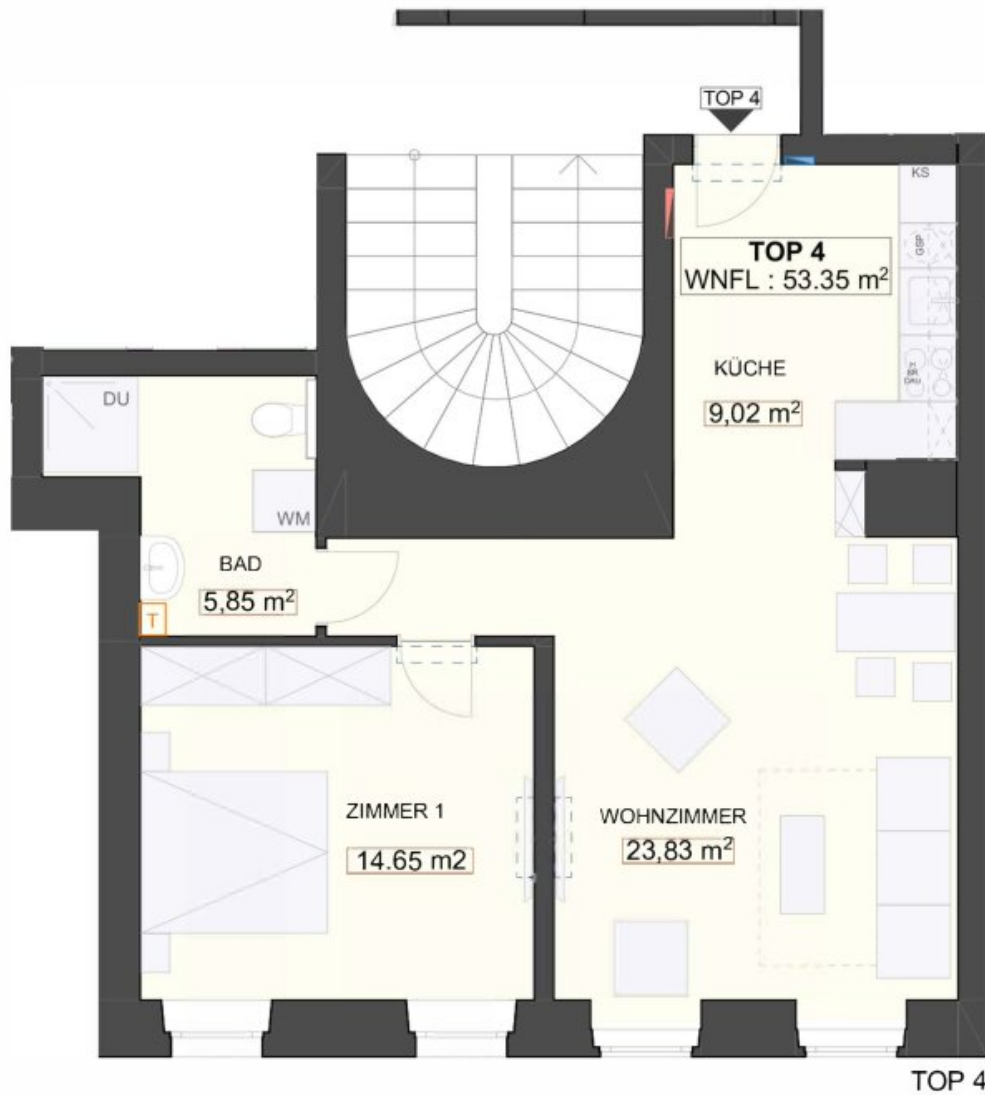 TOP 4
KS
TOP 4
WNFL : 53.35 m²
GSP
KÜCHE
9,02 m²
DU
WM
BAD
5,85 m²
T
ZIMMER 1
14.65 m2
WOHNZIMMER
23,83 m²
TOP 4